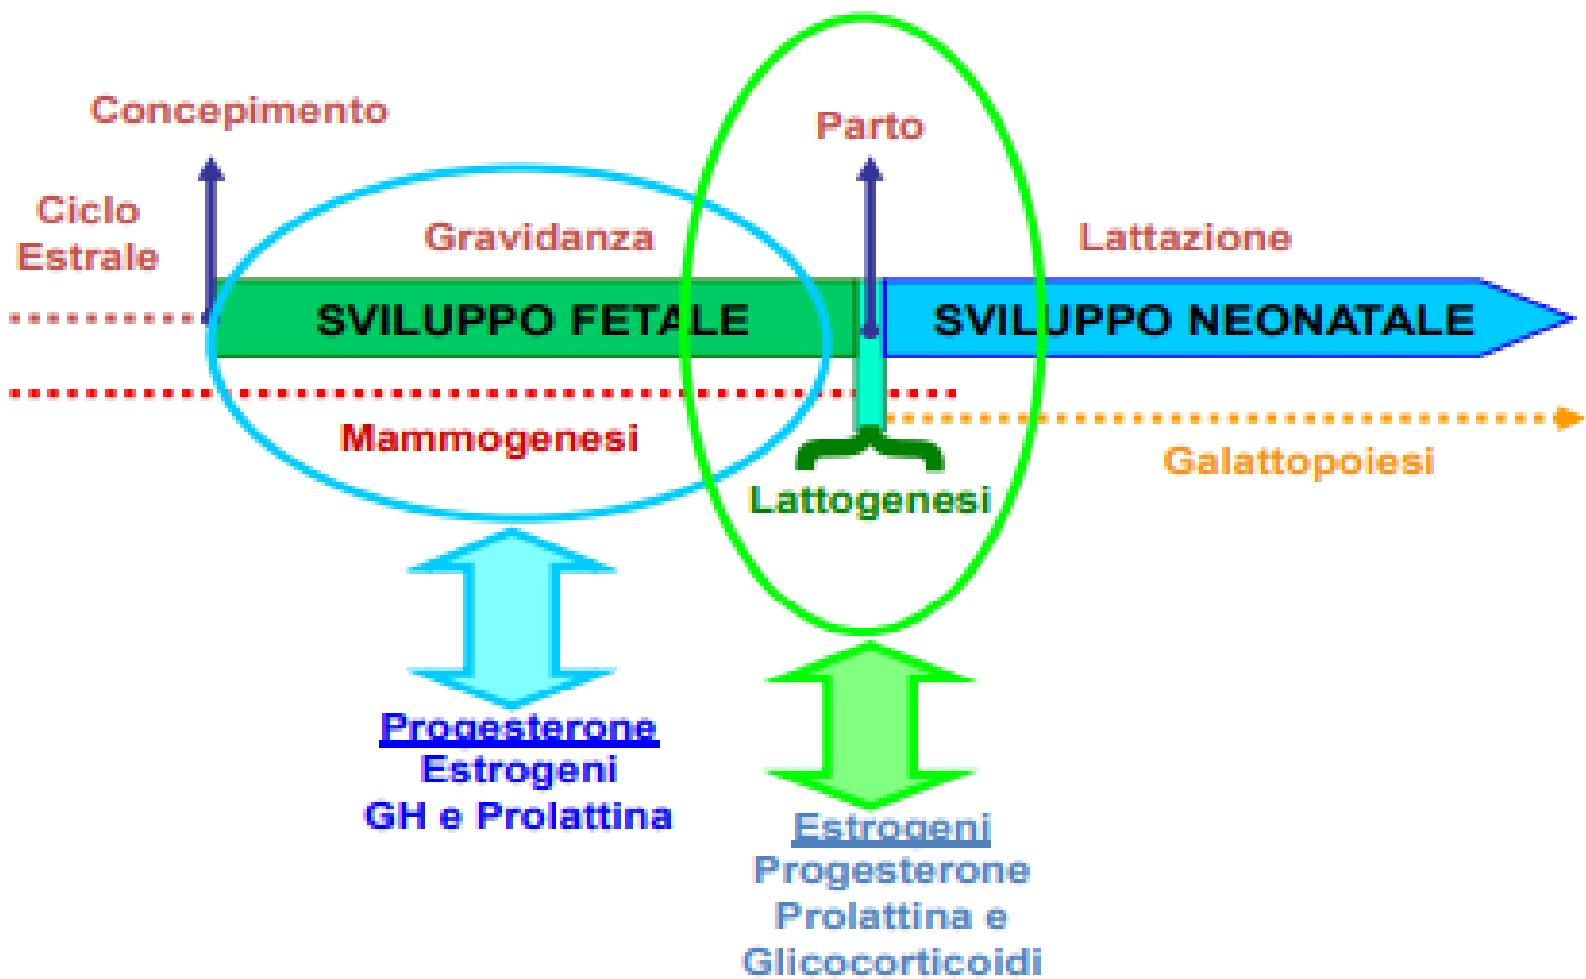 Concepimento
Parto
Ciclo
Estrale
Gravidanza
Lattazione
SVILUPPO FETALE
SVILUPPO NEONATALE
Mammogenesi
Galattopoiesi
Lattogenesi
Progesterone
Estrogeni
GH e Prolattina
Estrogeni
Progesterone
Prolattina e
Glicocorticoidi